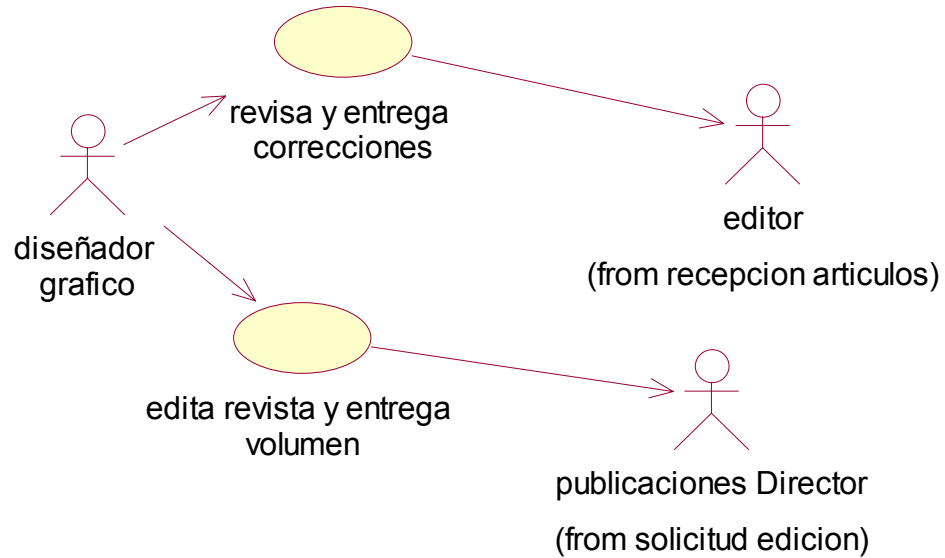 revisa y entrega
correcciones
diseñador
grafico
editor
(from recepcion articulos)
edita revista y entrega
volumen
publicaciones Director
(from solicitud edicion)